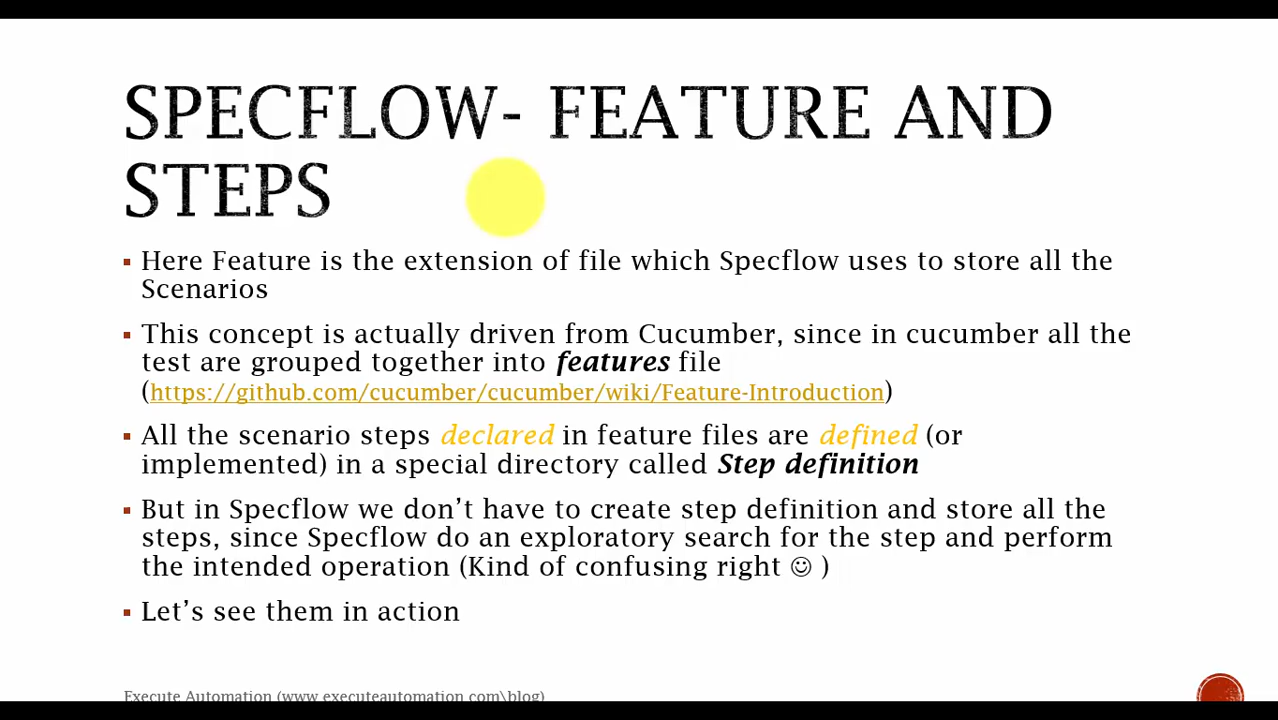 SPECFLOW- FEATURE AND
STEPS
▪ Here Feature is the extension of file which Specflow uses to store all the
Scenarios
▪ This concept is actually driven from Cucumber, since in cucumber all the
test are grouped together into features file
(https://github.com/cucumber/cucumber/wiki/Feature-Introduction)
▪ All the scenario steps declared in feature files are defined (or
implemented) in a special directory called Step definition
▪ But in Specflow we don’t have to create step definition and store all the
steps, since Specflow do an exploratory search for the step and perform
the intended operation (Kind of confusing right ☺ )
▪ Let’s see them in action
Execute Automation (www.executeautomation.com\blog)